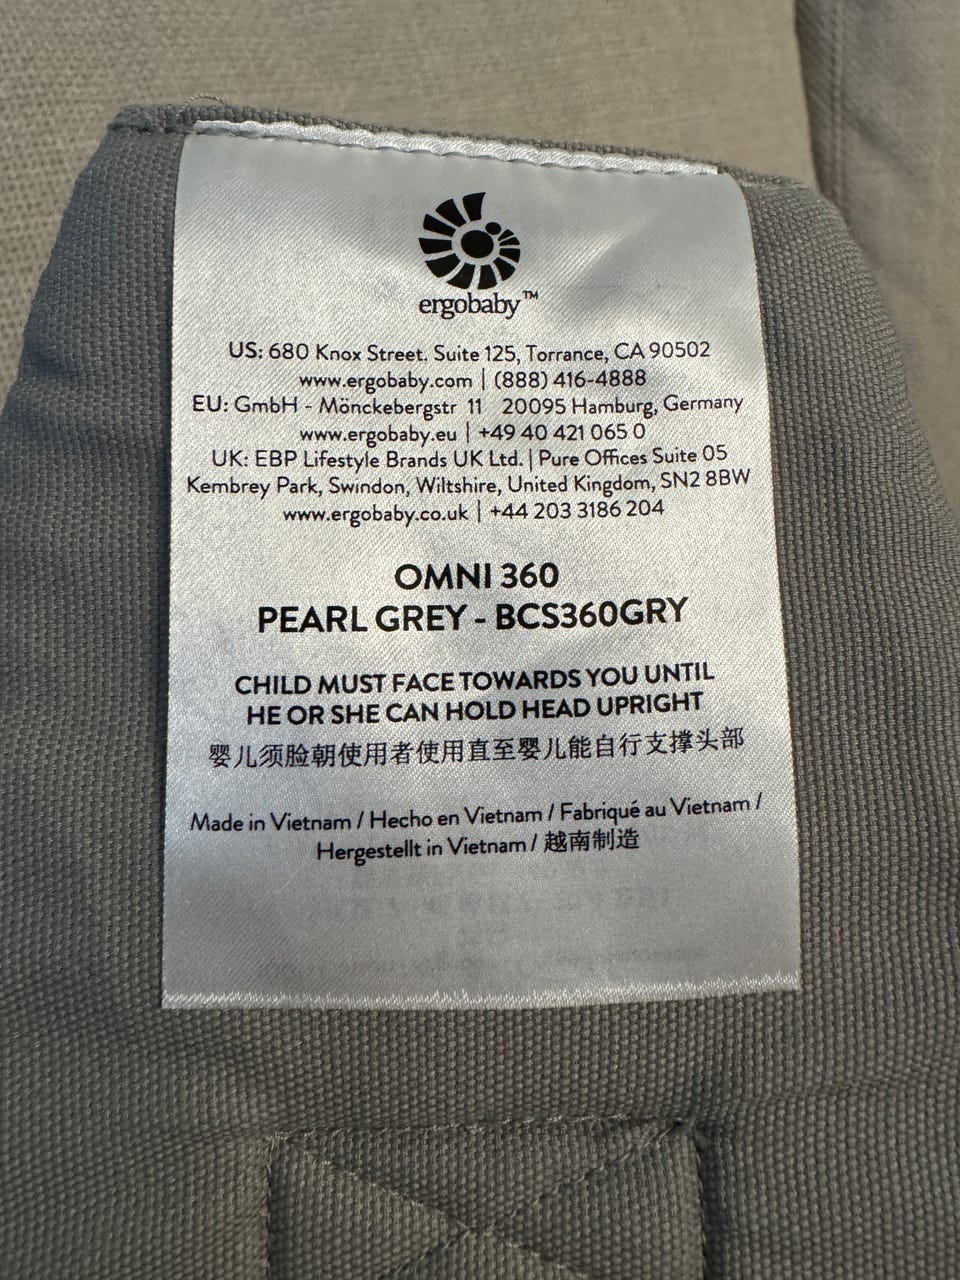 ergobaby™
US: 680 Knox Street. Suite 125, Torrance, CA 90502
www.ergobaby.com | (888) 416-4888
EU: GmbH - Mönckebergstr 11 20095 Hamburg, Germany
www.ergobaby.eu | +49 40 421 065 0
UK: EBP Lifestyle Brands UK Ltd. | Pure Offices Suite 05
Kembrey Park, Swindon, Wiltshire, United Kingdom, SN2 8BW
www.ergobaby.co.uk | +44 203 3186 204
OMNI 360
PEARL GREY - BCS360GRY
CHILD MUST FACE TOWARDS YOU UNTIL
HE OR SHE CAN HOLD HEAD UPRIGHT
婴儿须脸朝使用者使用直至婴儿能自行支撑头部
Made in Vietnam / Hecho en Vietnam / Fabriqué au Vietnam /
Hergestellt in Vietnam / 越南制造